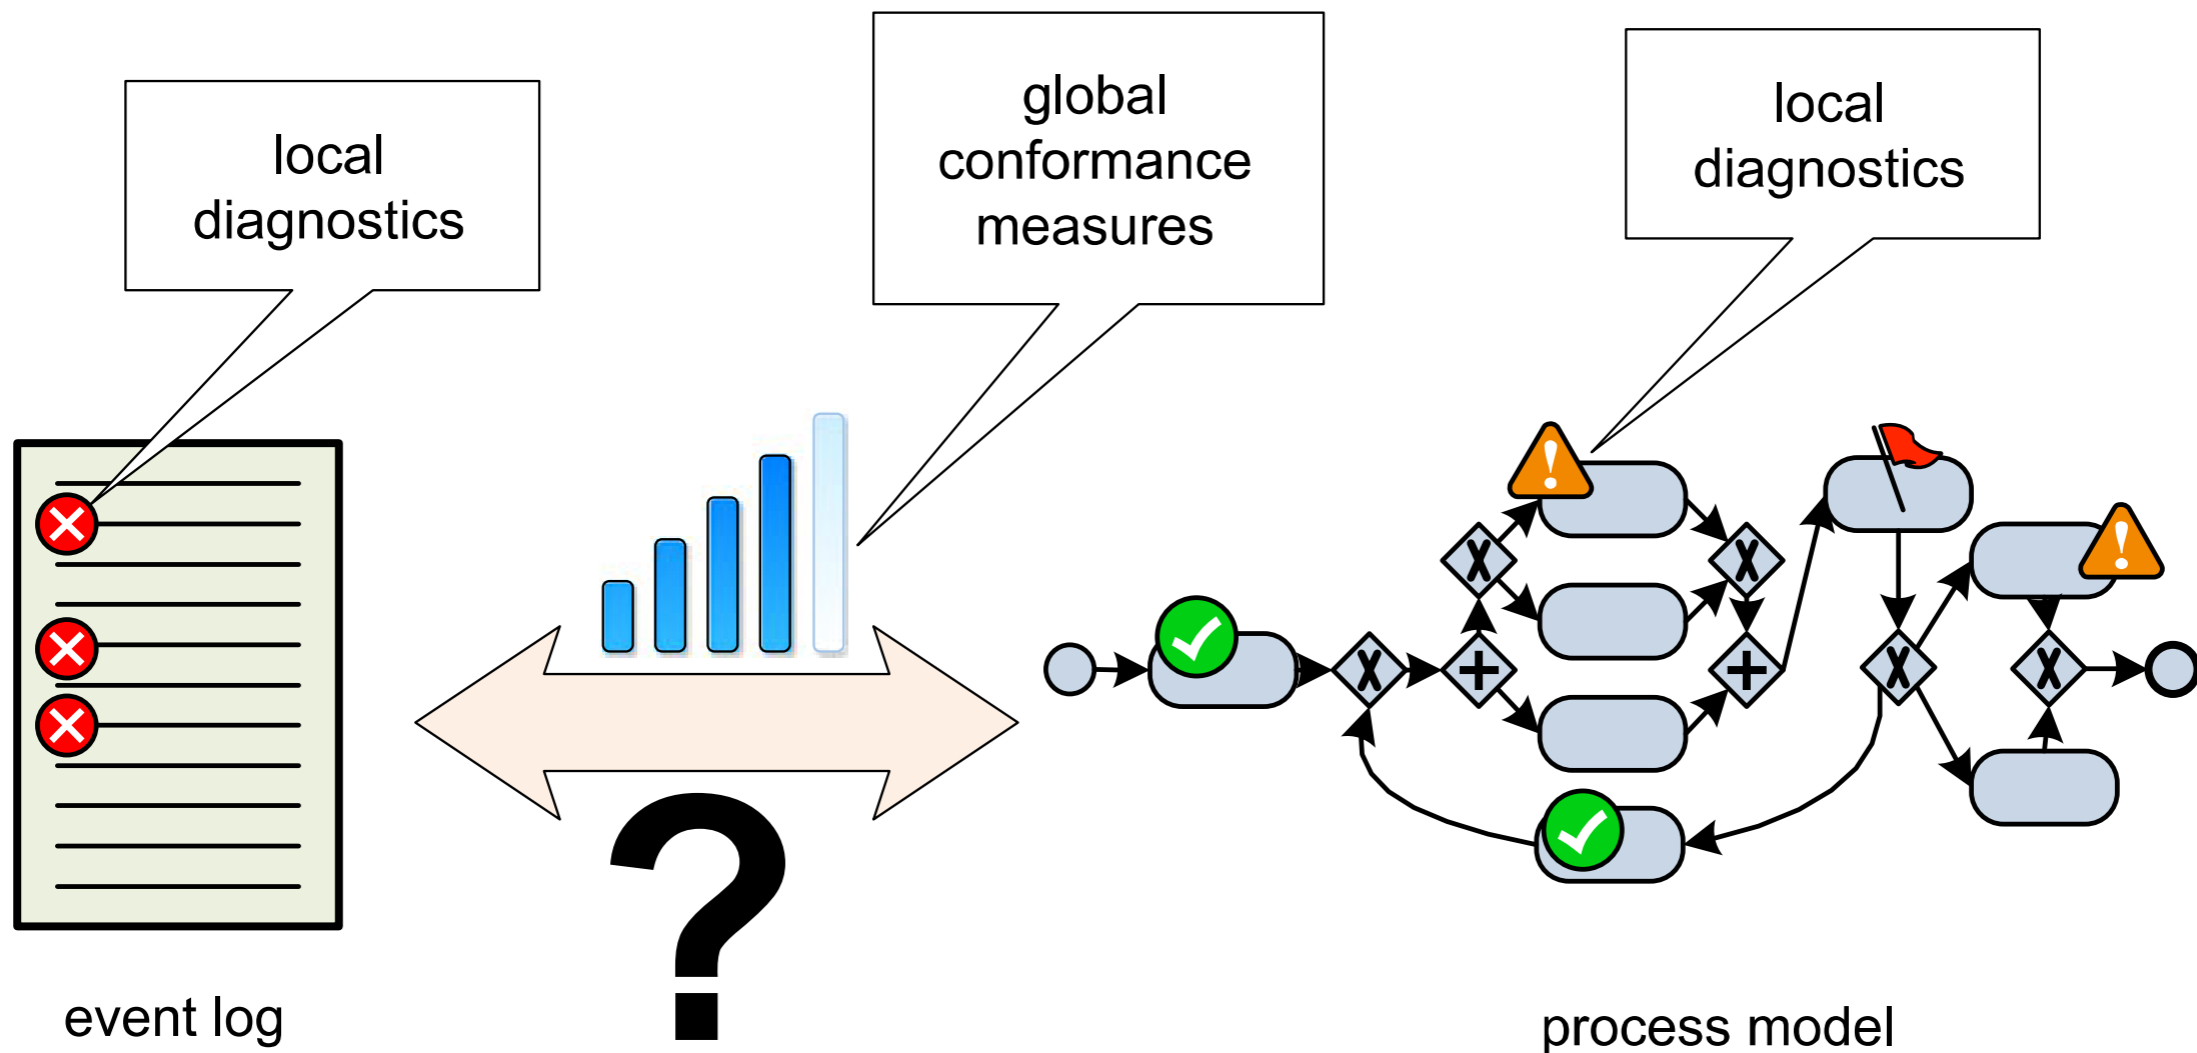 local
diagnostics
global
conformance
measures
local
diagnostics
?
event log
process model